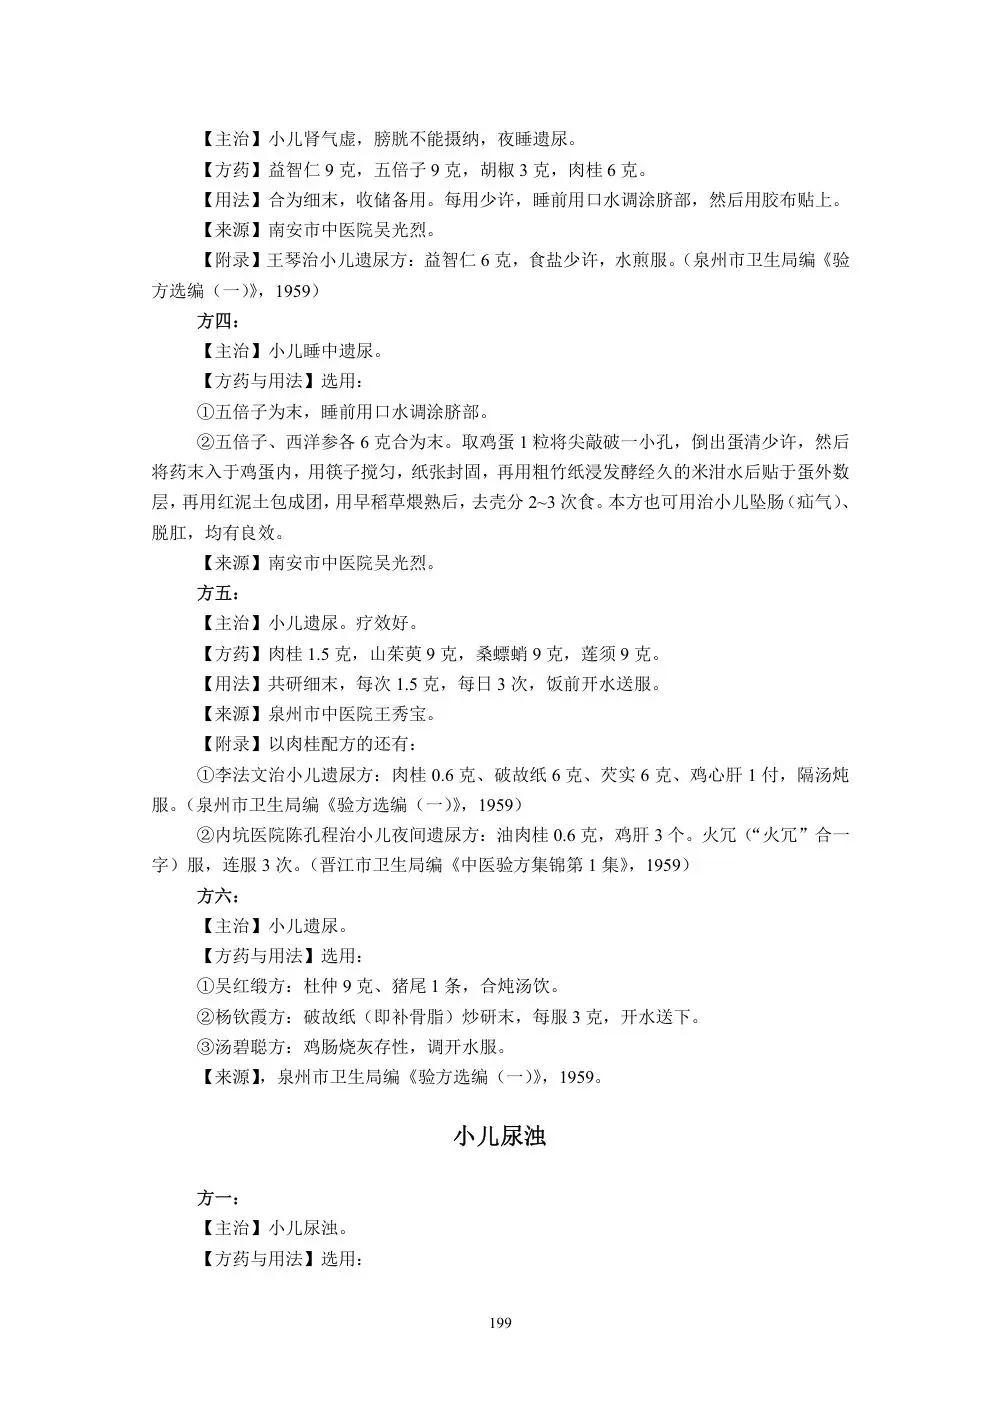 【主治】小儿肾气虚，膀胱不能摄纳，夜睡遗尿。
【方药】益智仁 9 克，五倍子 9 克，胡椒 3 克，肉桂 6 克。
【用法】合为细末，收储备用。每用少许，睡前用口水调涂脐部，然后用胶布贴上。
【来源】南安市中医院吴光烈。
【附录】王琴治小儿遗尿方：益智仁 6 克，食盐少许，水煎服。（泉州市卫生局编《验
方选编（一）》，1959）
方四：
【主治】小儿睡中遗尿。
【方药与用法】选用：
①五倍子为末，睡前用口水调涂脐部。
②五倍子、西洋参各 6 克合为末。取鸡蛋 1 粒将尖敲破一小孔，倒出蛋清少许，然后
将药末入于鸡蛋内，用筷子搅匀，纸张封固，再用粗竹纸浸发酵经久的米泔水后贴于蛋外数
层，再用红泥土包成团，用早稻草煨熟后，去壳分 2~3 次食。本方也可用治小儿坠肠（疝气）、
脱肛，均有良效。
【来源】南安市中医院吴光烈。
方五：
【主治】小儿遗尿。疗效好。
【方药】肉桂 1.5 克，山茱萸 9 克，桑螵蛸 9 克，莲须 9 克。
【用法】共研细末，每次 1.5 克，每日 3 次，饭前开水送服。
【来源】泉州市中医院王秀宝。
【附录】以肉桂配方的还有：
①李法文治小儿遗尿方：肉桂 0.6 克、破故纸 6 克、芡实 6 克、鸡心肝 1 付，隔汤炖
服。（泉州市卫生局编《验方选编（一）》，1959）
②内坑医院陈孔程治小儿夜间遗尿方：油肉桂 0.6 克，鸡肝 3 个。火冗（“火冗”合一
字）服，连服 3 次。（晋江市卫生局编《中医验方集锦第 1 集》，1959）
方六：
【主治】小儿遗尿。
【方药与用法】选用：
①吴红缎方：杜仲 9 克、猪尾 1 条，合炖汤饮。
②杨钦霞方：破故纸（即补骨脂）炒研末，每服 3 克，开水送下。
③汤碧聪方：鸡肠烧灰存性，调开水服。
【来源】，泉州市卫生局编《验方选编（一）》，1959。
小儿尿浊
方一：
【主治】小儿尿浊。
【方药与用法】选用：
199